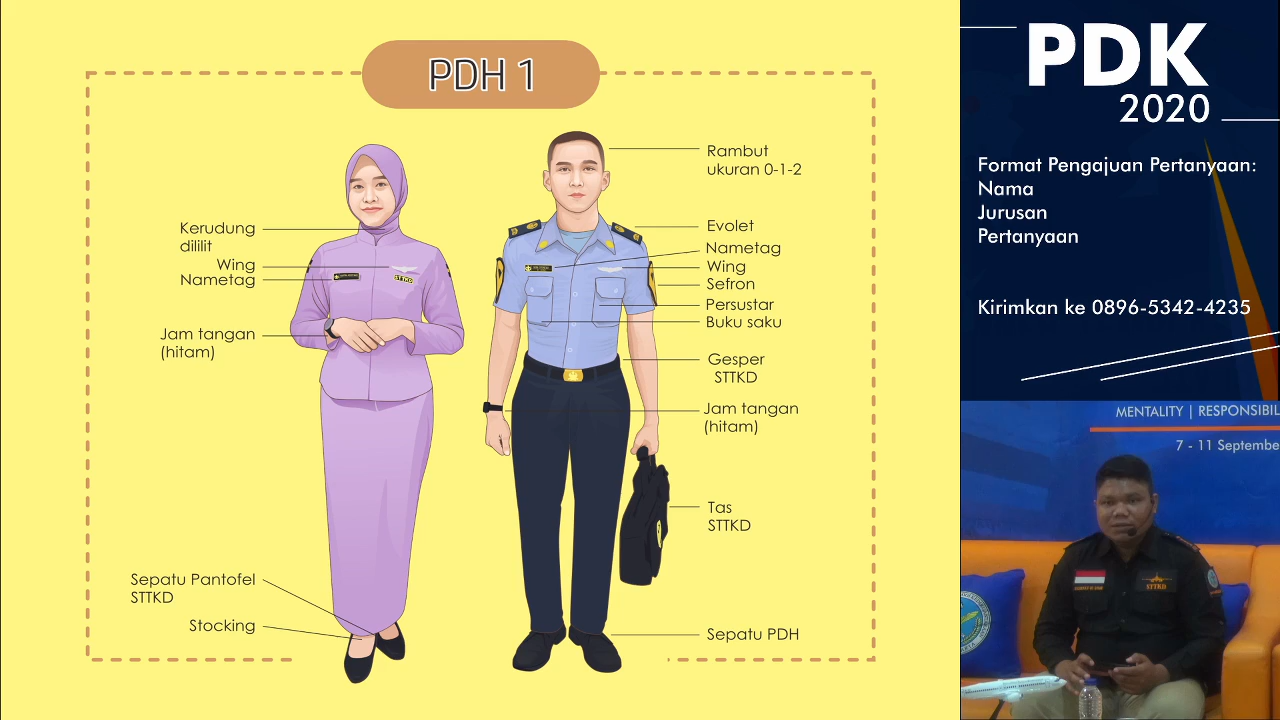 PDH 1
Kerudung
dililit
Wing
Nametag
Jam tangan
(hitam)
Sepatu Pantofel
STTKD
Stocking
STTKD
Rambut
ukuran 0-1-2
Evolet
Nametag
Wing
Sefron
Persustar
Buku saku
Gesper
STTKD
Jam tangan
(hitam)
Tas
STTKD
Sepatu PDH
PDK
2020
Format Pengajuan Pertanyaan:
Nama
Jurusan
Pertanyaan
Kirimkan ke 0896-5342-4235
MENTALITY | RESPONSIBIL
7 - 11 Septembe
STTKD